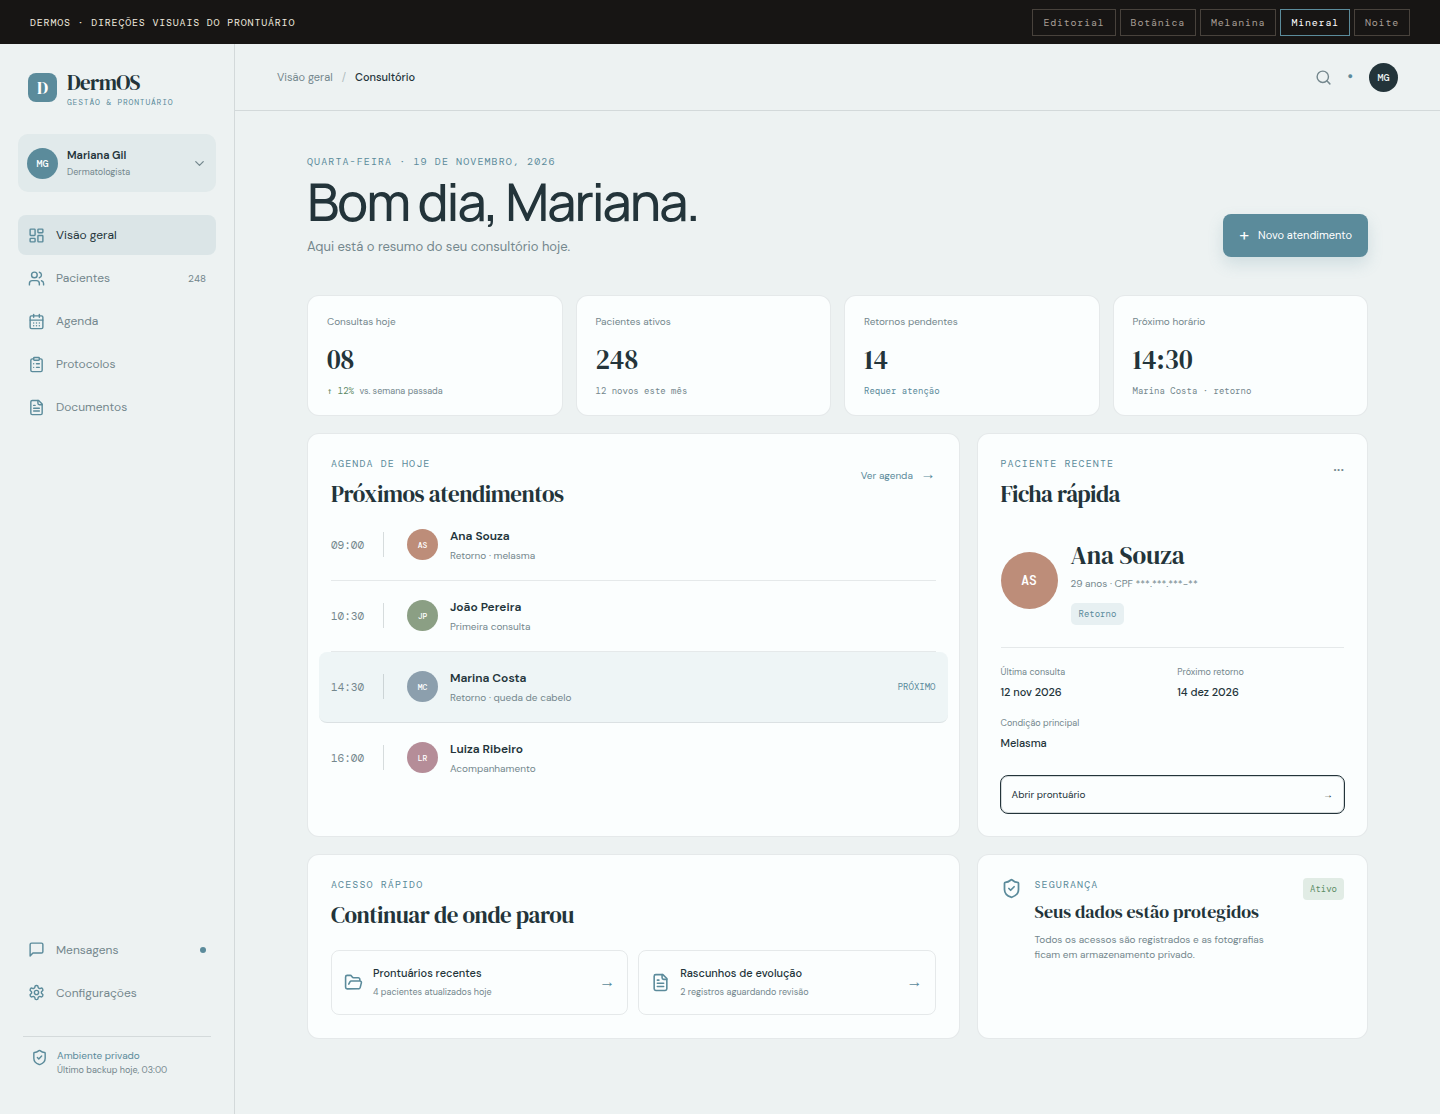 DERMOS · DIREÇÕES VISUAIS DO PRONTUÁRIO
Editorial
Botânica
Melanina
Mineral
Noite
D
DermOS
GESTÃO & PRONTUÁRIO
MG
Mariana Gil
Dermatologista
Visão geral
Pacientes
248
Agenda
Protocolos
Documentos
Mensagens
Configurações
Ambiente privado
Último backup hoje, 03:00
Visão geral / Consultório
MG
QUARTA-FEIRA · 19 DE NOVEMBRO, 2026
Bom dia, Mariana.
Aqui está o resumo do seu consultório hoje.
+ Novo atendimento
Consultas hoje
08
↑ 12% vs. semana passada
Pacientes ativos
248
12 novos este mês
Retornos pendentes
14
Requer atenção
Próximo horário
14:30
Marina Costa · retorno
AGENDA DE HOJE
Próximos atendimentos
Ver agenda →
09:00
AS
Ana Souza
Retorno · melasma
10:30
JP
João Pereira
Primeira consulta
14:30
MC
Marina Costa
Retorno · queda de cabelo
PRÓXIMO
16:00
LR
Luiza Ribeiro
Acompanhamento
PACIENTE RECENTE
Ficha rápida
...
AS
Ana Souza
29 anos · CPF ***.***.***-**
Retorno
Última consulta
12 nov 2026
Próximo retorno
14 dez 2026
Condição principal
Melasma
Abrir prontuário →
ACESSO RÁPIDO
Continuar de onde parou
Prontuários recentes
4 pacientes atualizados hoje
→
Rascunhos de evolução
2 registros aguardando revisão
→
SEGURANÇA
Seus dados estão protegidos
Todos os acessos são registrados e as fotografias
ficam em armazenamento privado.
Ativo